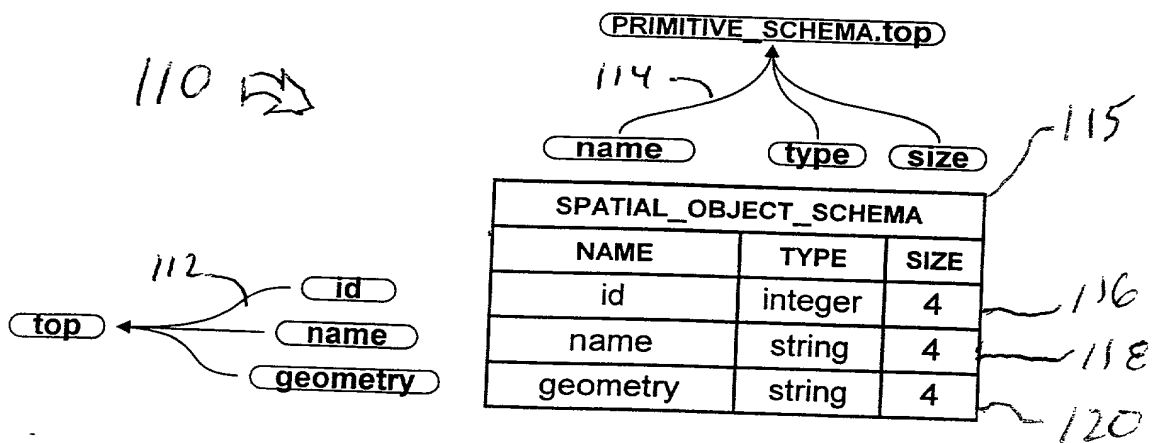 PRIMITIVE_SCHEMA.top
110
114
name type size
115
SPATIAL_OBJECT_SCHEMA
NAME TYPE SIZE
112
id
id integer 4
116
top
name
name string 4
118
geometry
geometry string 4
120